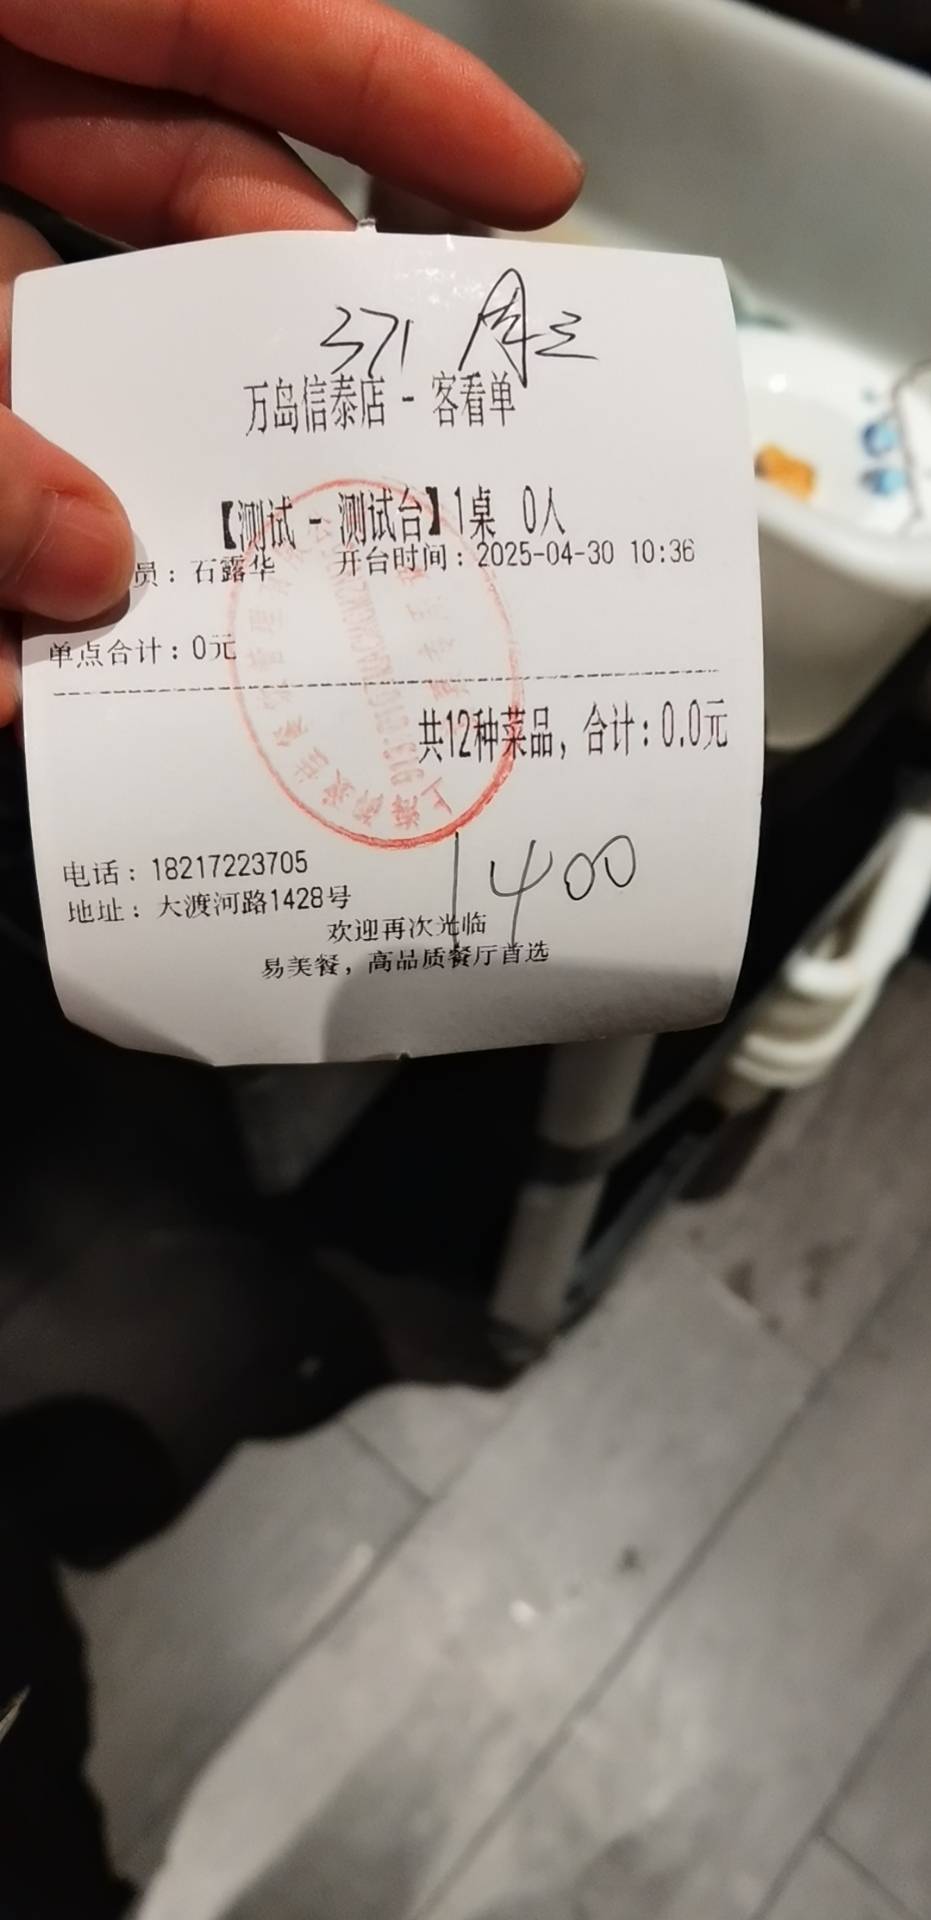 371 周三
万岛信泰店 - 客看单
【测试 - 测试台】1桌 0人
员：石露华 开台时间：2025-04-30 10:36
单点合计：0元
共12种菜品，合计：0.0元
1400
电话：18217223705
地址：大渡河路1428号
欢迎再次光临
易美餐，高品质餐厅首选